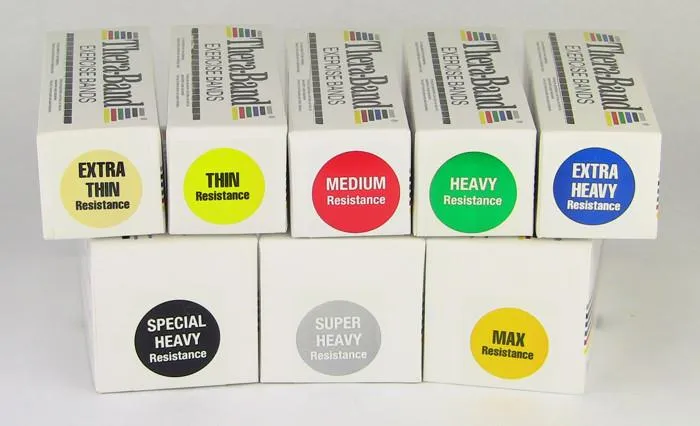 Thera-Band
EXERCISE BANDS
Thera-Band
EXERCISE BANDS
Thera-Band
EXERCISE BANDS
Thera-Band
EXERCISE BANDS
Thera-Band
EXERCISE BANDS
EXTRA
THIN
Resistance
THIN
Resistance
MEDIUM
Resistance
HEAVY
Resistance
EXTRA
HEAVY
Resistance
SPECIAL
HEAVY
Resistance
SUPER
HEAVY
Resistance
MAX
Resistance